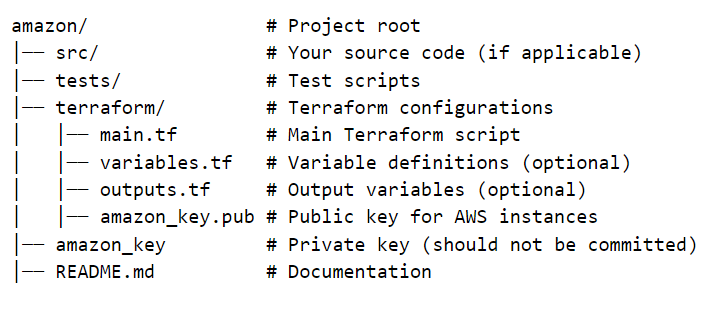 amazon/                # Project root
│── src/               # Your source code (if applicable)
│── tests/             # Test scripts
│── terraform/         # Terraform configurations
│   │── main.tf        # Main Terraform script
│   │── variables.tf   # Variable definitions (optional)
│   │── outputs.tf     # Output variables (optional)
│   │── amazon_key.pub # Public key for AWS instances
│── amazon_key         # Private key (should not be committed)
│── README.md          # Documentation